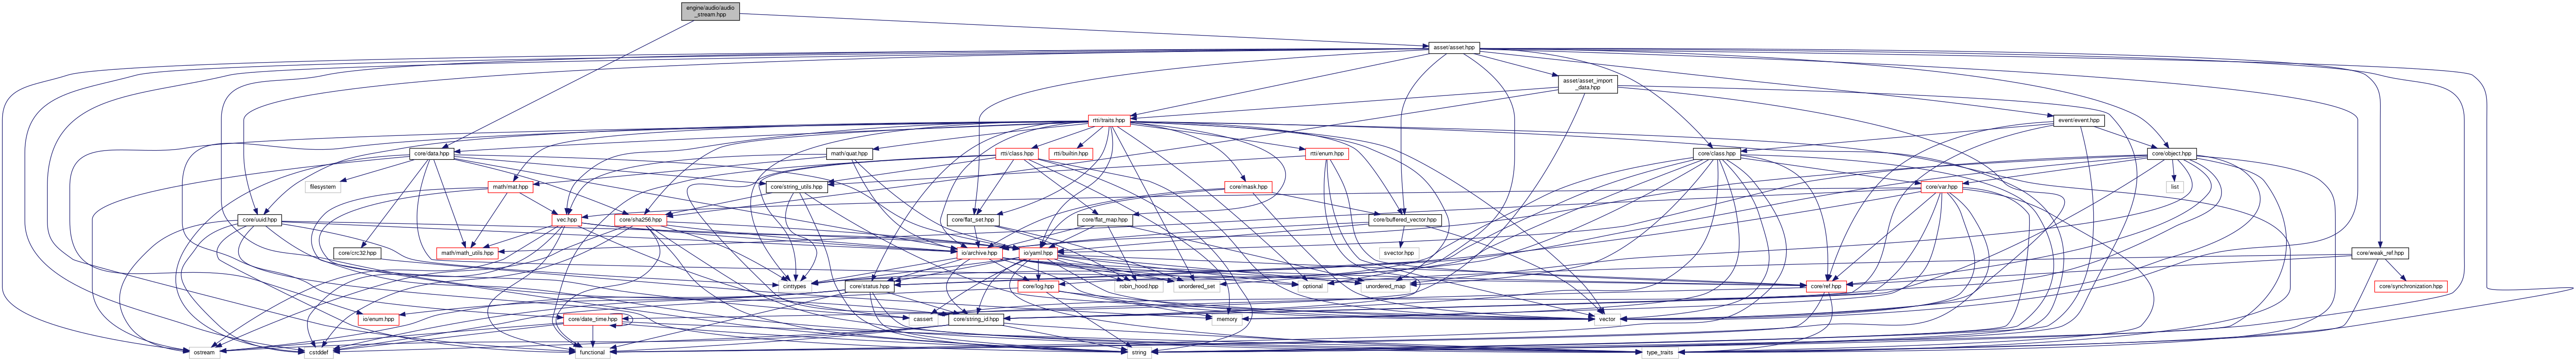 engine/audio/audio
_stream.hpp
asset/asset.hpp
asset/asset_import
_data.hpp
rtti/traits.hpp
event/event.hpp
core/data.hpp
math/quat.hpp
rtti/class.hpp
rtti/builtin.hpp
rtti/enum.hpp
core/class.hpp
core/object.hpp
filesystem
math/mat.hpp
core/string_utils.hpp
core/mask.hpp
core/var.hpp
list
core/uuid.hpp
vec.hpp
core/sha256.hpp
core/flat_set.hpp
core/flat_map.hpp
core/buffered_vector.hpp
core/crc32.hpp
math/math_utils.hpp
io/archive.hpp
io/yaml.hpp
svector.hpp
core/weak_ref.hpp
cinttypes
core/status.hpp
core/log.hpp
robin_hood.hpp
unordered_set
optional
unordered_map
core/ref.hpp
core/synchronization.hpp
io/enum.hpp
core/date_time.hpp
cassert
core/string_id.hpp
memory
vector
ostream
cstddef
functional
string
type_traits